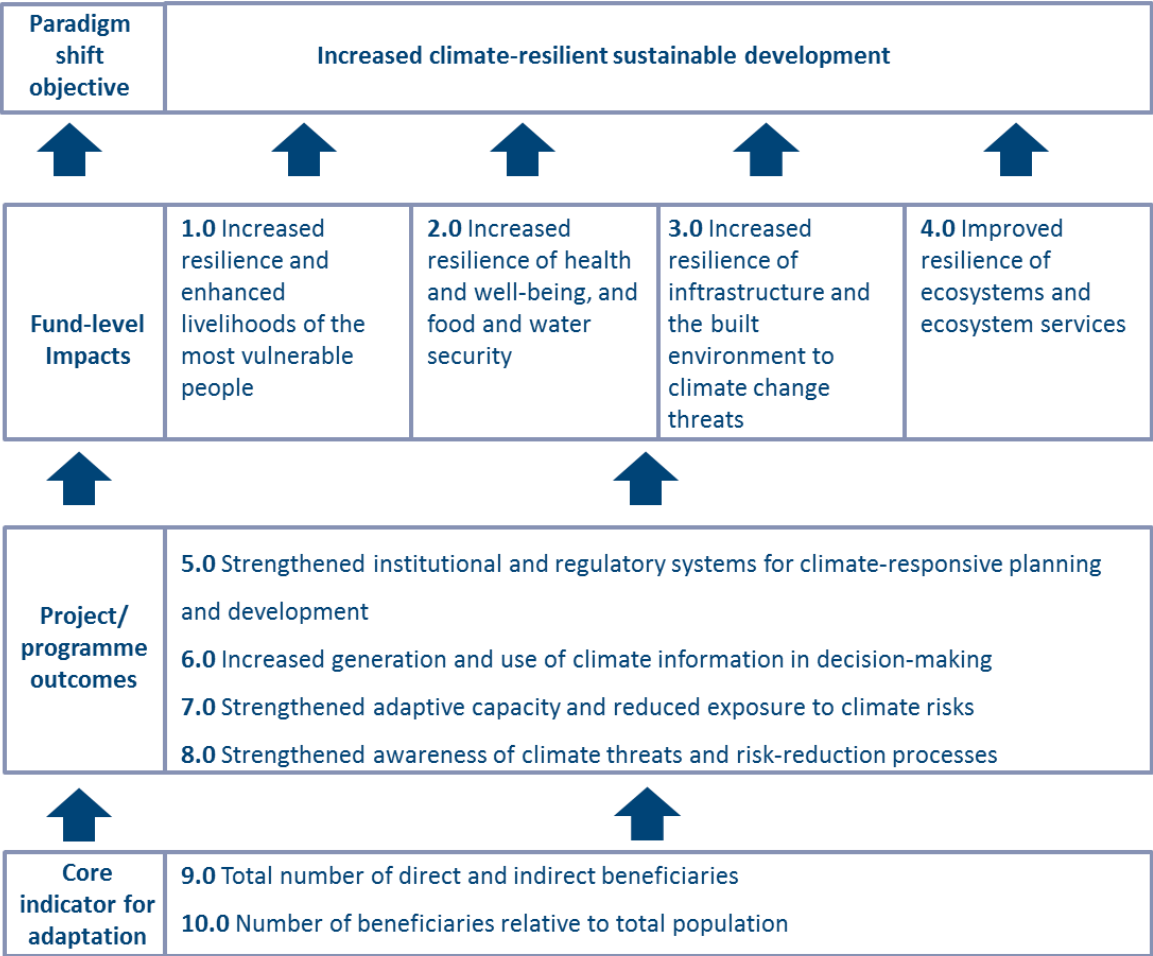 Paradigm
shift
objective
Increased climate-resilient sustainable development
Fund-level
Impacts
1.0 Increased
resilience and
enhanced
livelihoods of the
most vulnerable
people
2.0 Increased
resilience of health
and well-being, and
food and water
security
3.0 Increased
resilience of
inftrastructure and
the built
environment to
climate change
threats
4.0 Improved
resilience of
ecosystems and
ecosystem services
Project/
programme
outcomes
5.0 Strengthened institutional and regulatory systems for climate-responsive planning
and development
6.0 Increased generation and use of climate information in decision-making
7.0 Strengthened adaptive capacity and reduced exposure to climate risks
8.0 Strengthened awareness of climate threats and risk-reduction processes
Core
indicator for
adaptation
9.0 Total number of direct and indirect beneficiaries
10.0 Number of beneficiaries relative to total population